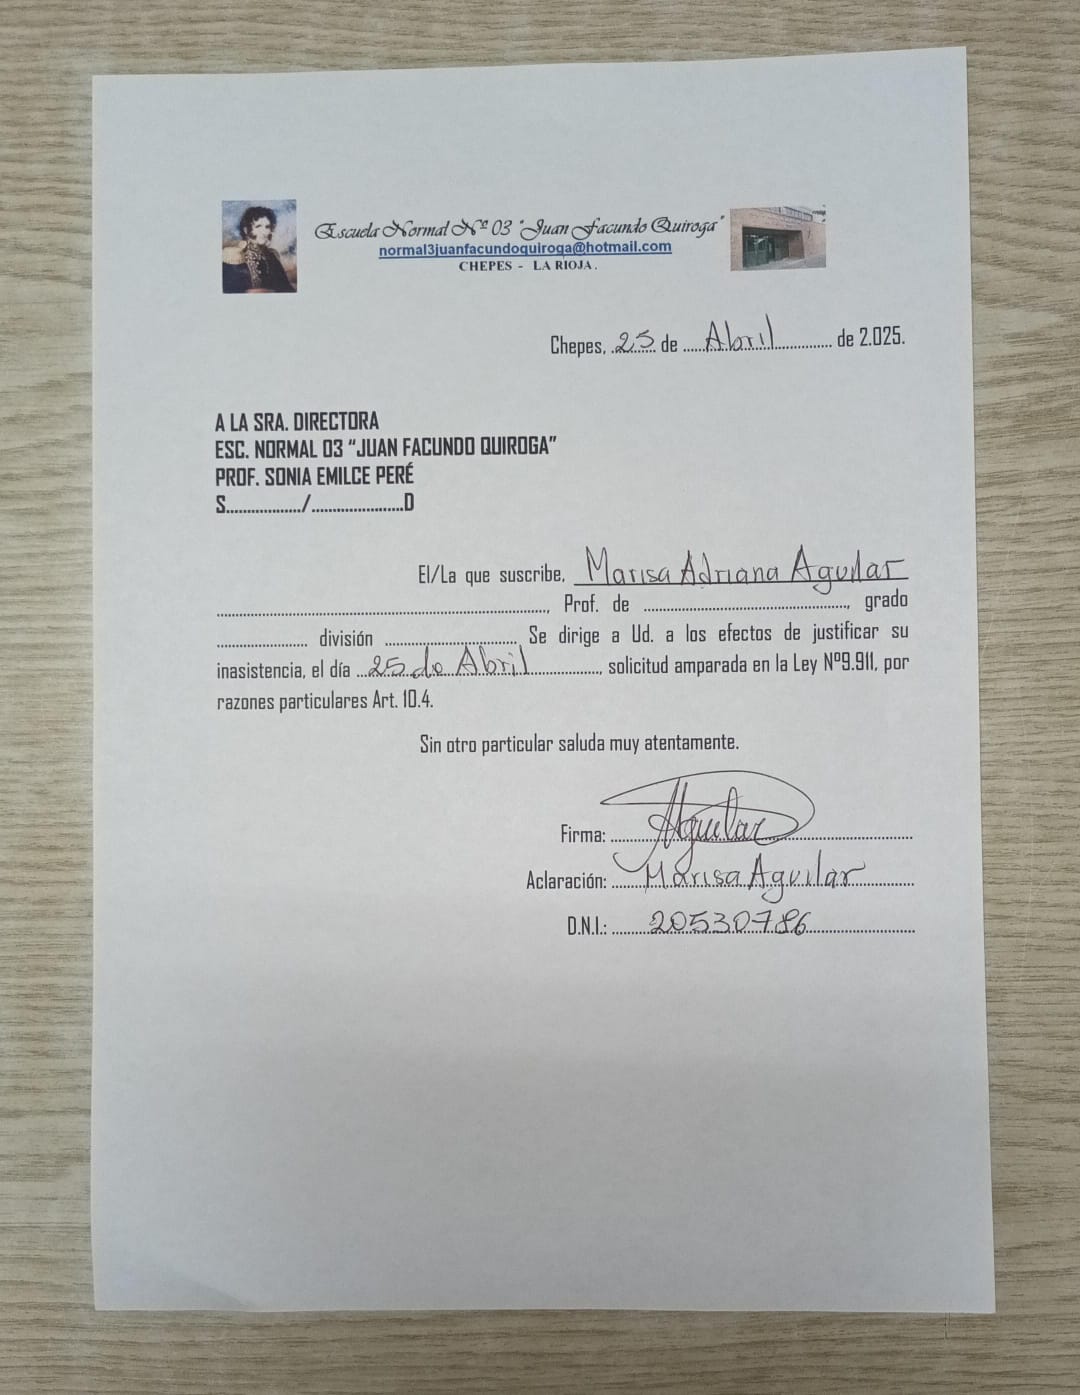 Escuela Normal Nº 03 "Juan Facundo Quiroga"
normal3juanfacundoquiroga@hotmail.com
CHEPES - LA RIOJA.
Chepes, 25 de Abril de 2.025.
A LA SRA. DIRECTORA
ESC. NORMAL 03 “JUAN FACUNDO QUIROGA”
PROF. SONIA EMILCE PERÉ
S................../......................D
El/La que suscribe, Marisa Adriana Aguilar
..............................., Prof. de ..............................., grado
..................... división ............................... Se dirige a Ud. a los efectos de justificar su
inasistencia, el día ...25 de Abril................, solicitud amparada en la Ley Nº9.911, por
razones particulares Art. 10.4.
Sin otro particular saluda muy atentamente.
Firma: Aguilar
Aclaración: Marisa Aguilar
D.N.I.: 20530786